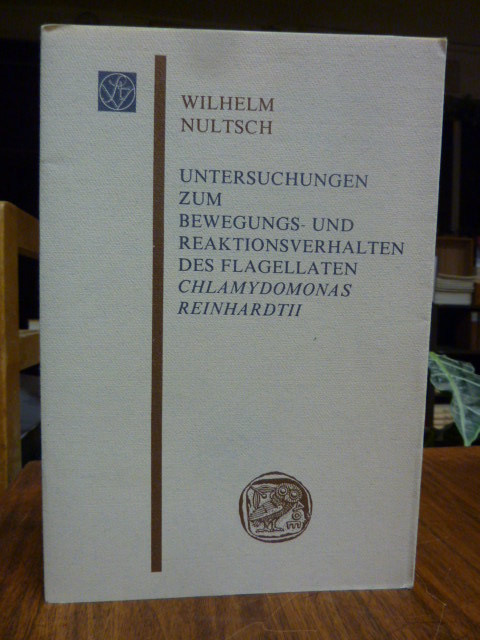 WILHELM
NULTSCH
UNTERSUCHUNGEN
ZUM
BEWEGUNGS- UND
REAKTIONSVERHALTEN
DES FLAGELLATEN
CHLAMYDOMONAS
REINHARDTII